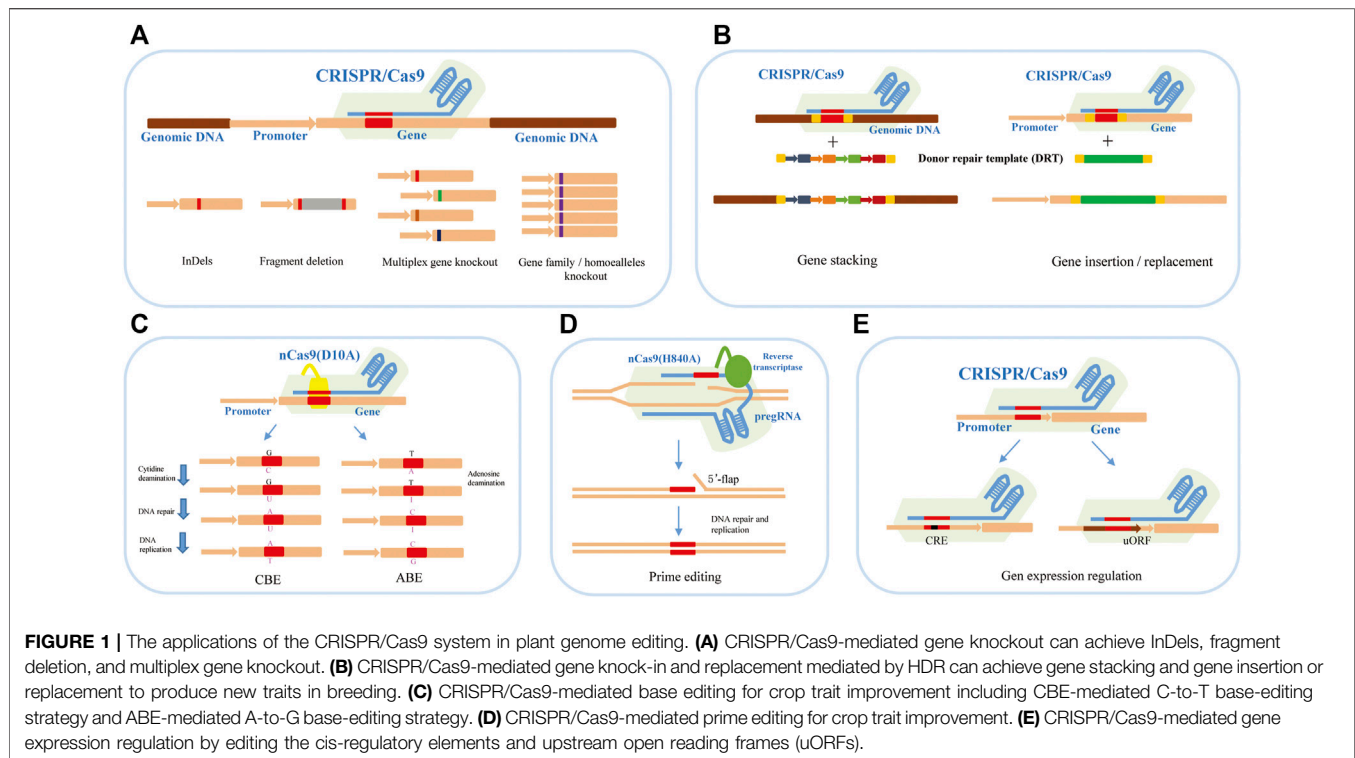 A
CRISPR/Cas9
Genomic DNA
Promoter
Gene
Genomic DNA
InDels
Fragment deletion
Multiplex gene knockout
Gene family / homoalleles
knockout
B
CRISPR/Cas9
Genomic DNA
+
Donor repair template (DRT)
Gene stacking
CRISPR/Cas9
Promoter
Gene
+
Gene insertion / replacement
C
nCas9(D10A)
Promoter
Gene
Cytidine
deamination
DNA repair
DNA
replication
G
C
G
U
A
U
A
T
CBE
T
A
T
I
C
I
C
G
Adenosine
deamination
ABE
D
nCas9(H840A)
Reverse
transcriptase
pregRNA
5'-flap
DNA repair and
replication
Prime editing
E
CRISPR/Cas9
Promoter
Gene
CRE
uORF
Gen expression regulation
FIGURE 1 | The applications of the CRISPR/Cas9 system in plant genome editing. (A) CRISPR/Cas9-mediated gene knockout can achieve InDels, fragment
deletion, and multiplex gene knockout. (B) CRISPR/Cas9-mediated gene knock-in and replacement mediated by HDR can achieve gene stacking and gene insertion or
replacement to produce new traits in breeding. (C) CRISPR/Cas9-mediated base editing for crop trait improvement including CBE-mediated C-to-T base-editing
strategy and ABE-mediated A-to-G base-editing strategy. (D) CRISPR/Cas9-mediated prime editing for crop trait improvement. (E) CRISPR/Cas9-mediated gene
expression regulation by editing the cis-regulatory elements and upstream open reading frames (uORFs).